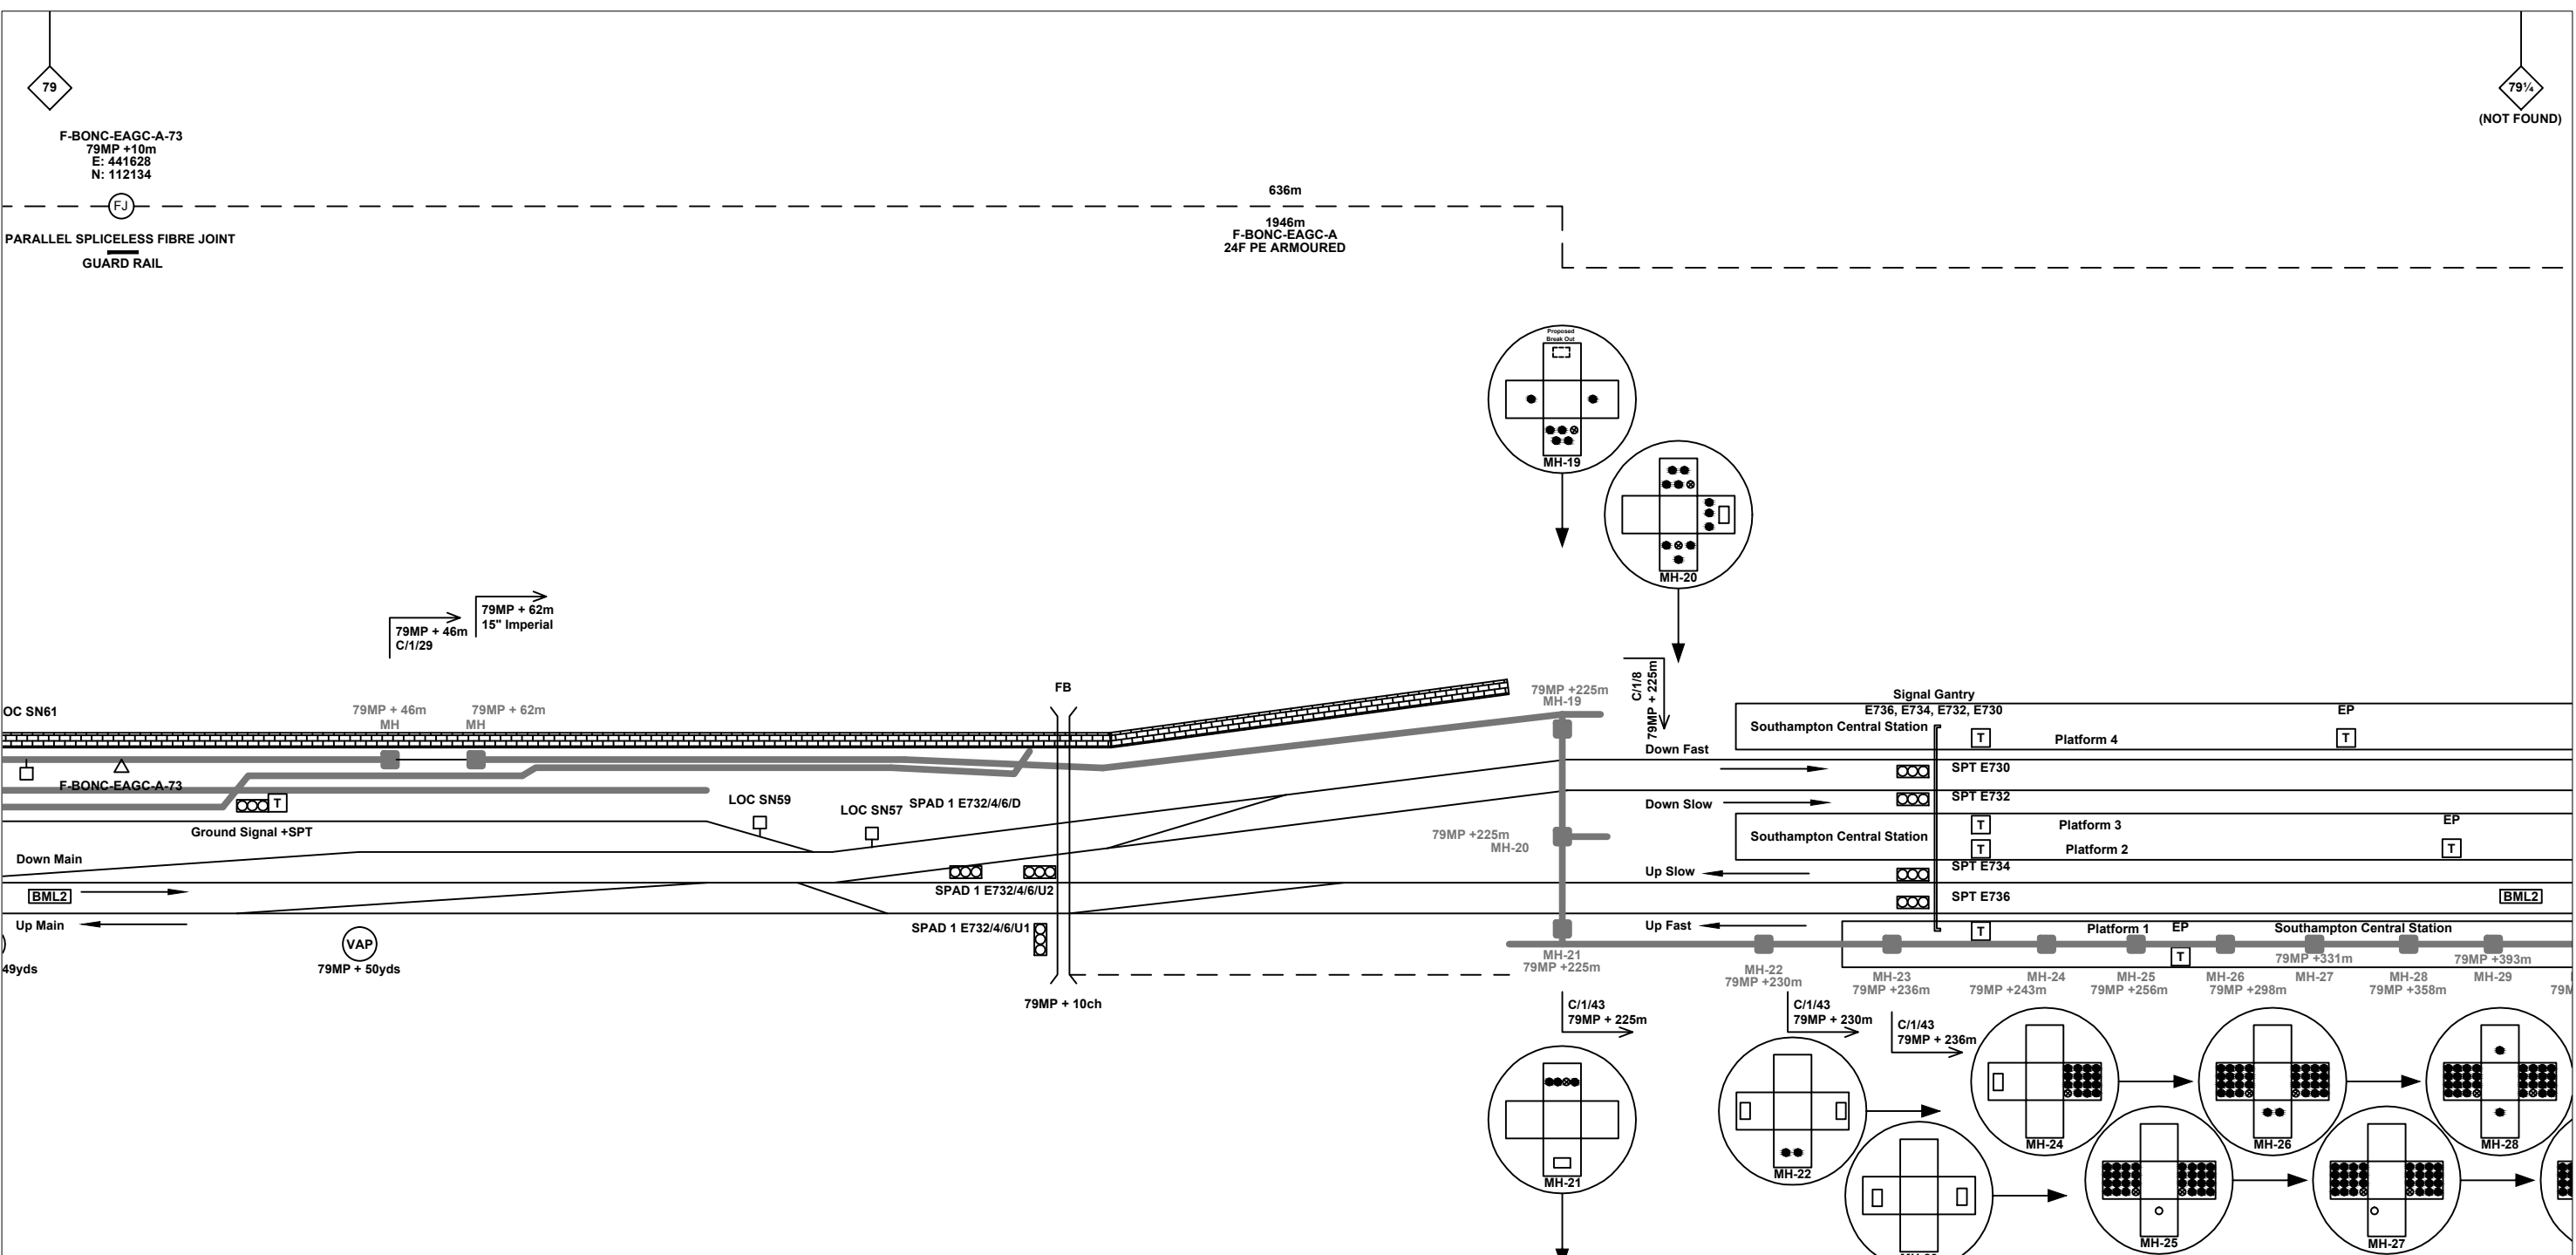 79
79¼
(NOT FOUND)
F-BONC-EAGC-A-73
79MP +10m
E: 441628
N: 112134
FJ
PARALLEL SPLICELESS FIBRE JOINT
GUARD RAIL
636m
1946m
F-BONC-EAGC-A
24F PE ARMOURED
Proposed
Break Out
MH-19
MH-20
79MP + 62m
15" Imperial
79MP + 46m
C/1/29
C/1/8
79MP + 225m
FB
79MP +225m
MH-19
OC SN61
79MP + 46m
MH
79MP + 62m
MH
Signal Gantry
E736, E734, E732, E730
EP
Southampton Central Station
T
Platform 4
T
Down Fast
SPT E730
F-BONC-EAGC-A-73
T
LOC SN59
LOC SN57
SPAD 1 E732/4/6/D
Down Slow
SPT E732
Ground Signal +SPT
79MP +225m
MH-20
Southampton Central Station
T
Platform 3
EP
T
Platform 2
T
Down Main
Up Slow
SPT E734
BML2
SPAD 1 E732/4/6/U2
SPT E736
BML2
Up Main
SPAD 1 E732/4/6/U1
Up Fast
T
Platform 1
EP
Southampton Central Station
T
VAP
49yds
79MP + 50yds
79MP + 10ch
MH-21
79MP +225m
MH-22
79MP +230m
MH-23
79MP +236m
MH-24
79MP +243m
MH-25
79MP +256m
MH-26
79MP +298m
79MP +331m
MH-27
MH-28
79MP +358m
79MP +393m
MH-29
C/1/43
79MP + 225m
C/1/43
79MP + 230m
C/1/43
79MP + 236m
MH-21
MH-22
MH-24
MH-25
MH-26
MH-27
MH-28